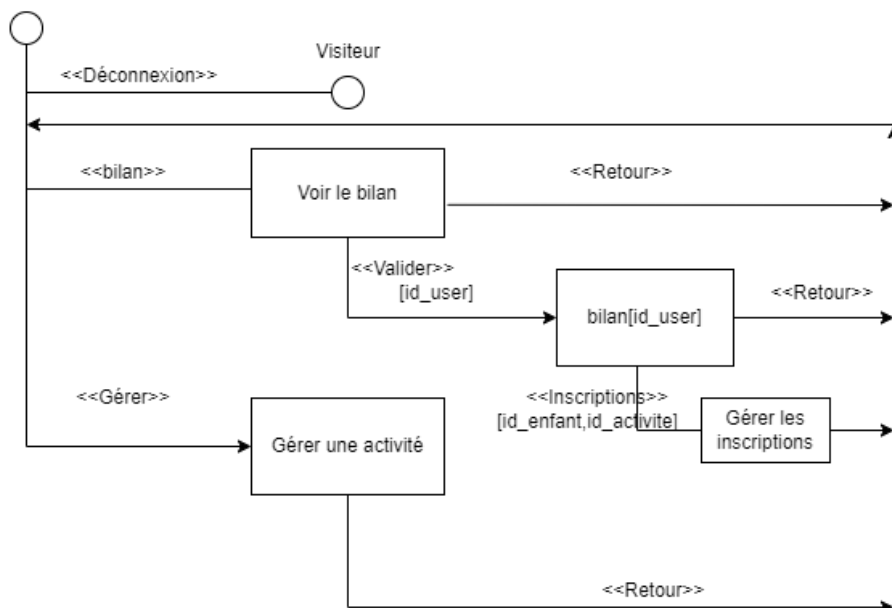 Visiteur
<<Déconnexion>>
<<bilan>>
Voir le bilan
<<Retour>>
<<Valider>>
[id_user]
bilan[id_user]
<<Retour>>
<<Gérer>>
Gérer une activité
<<Inscriptions>>
[id_enfant,id_activite]
Gérer les
inscriptions
<<Retour>>